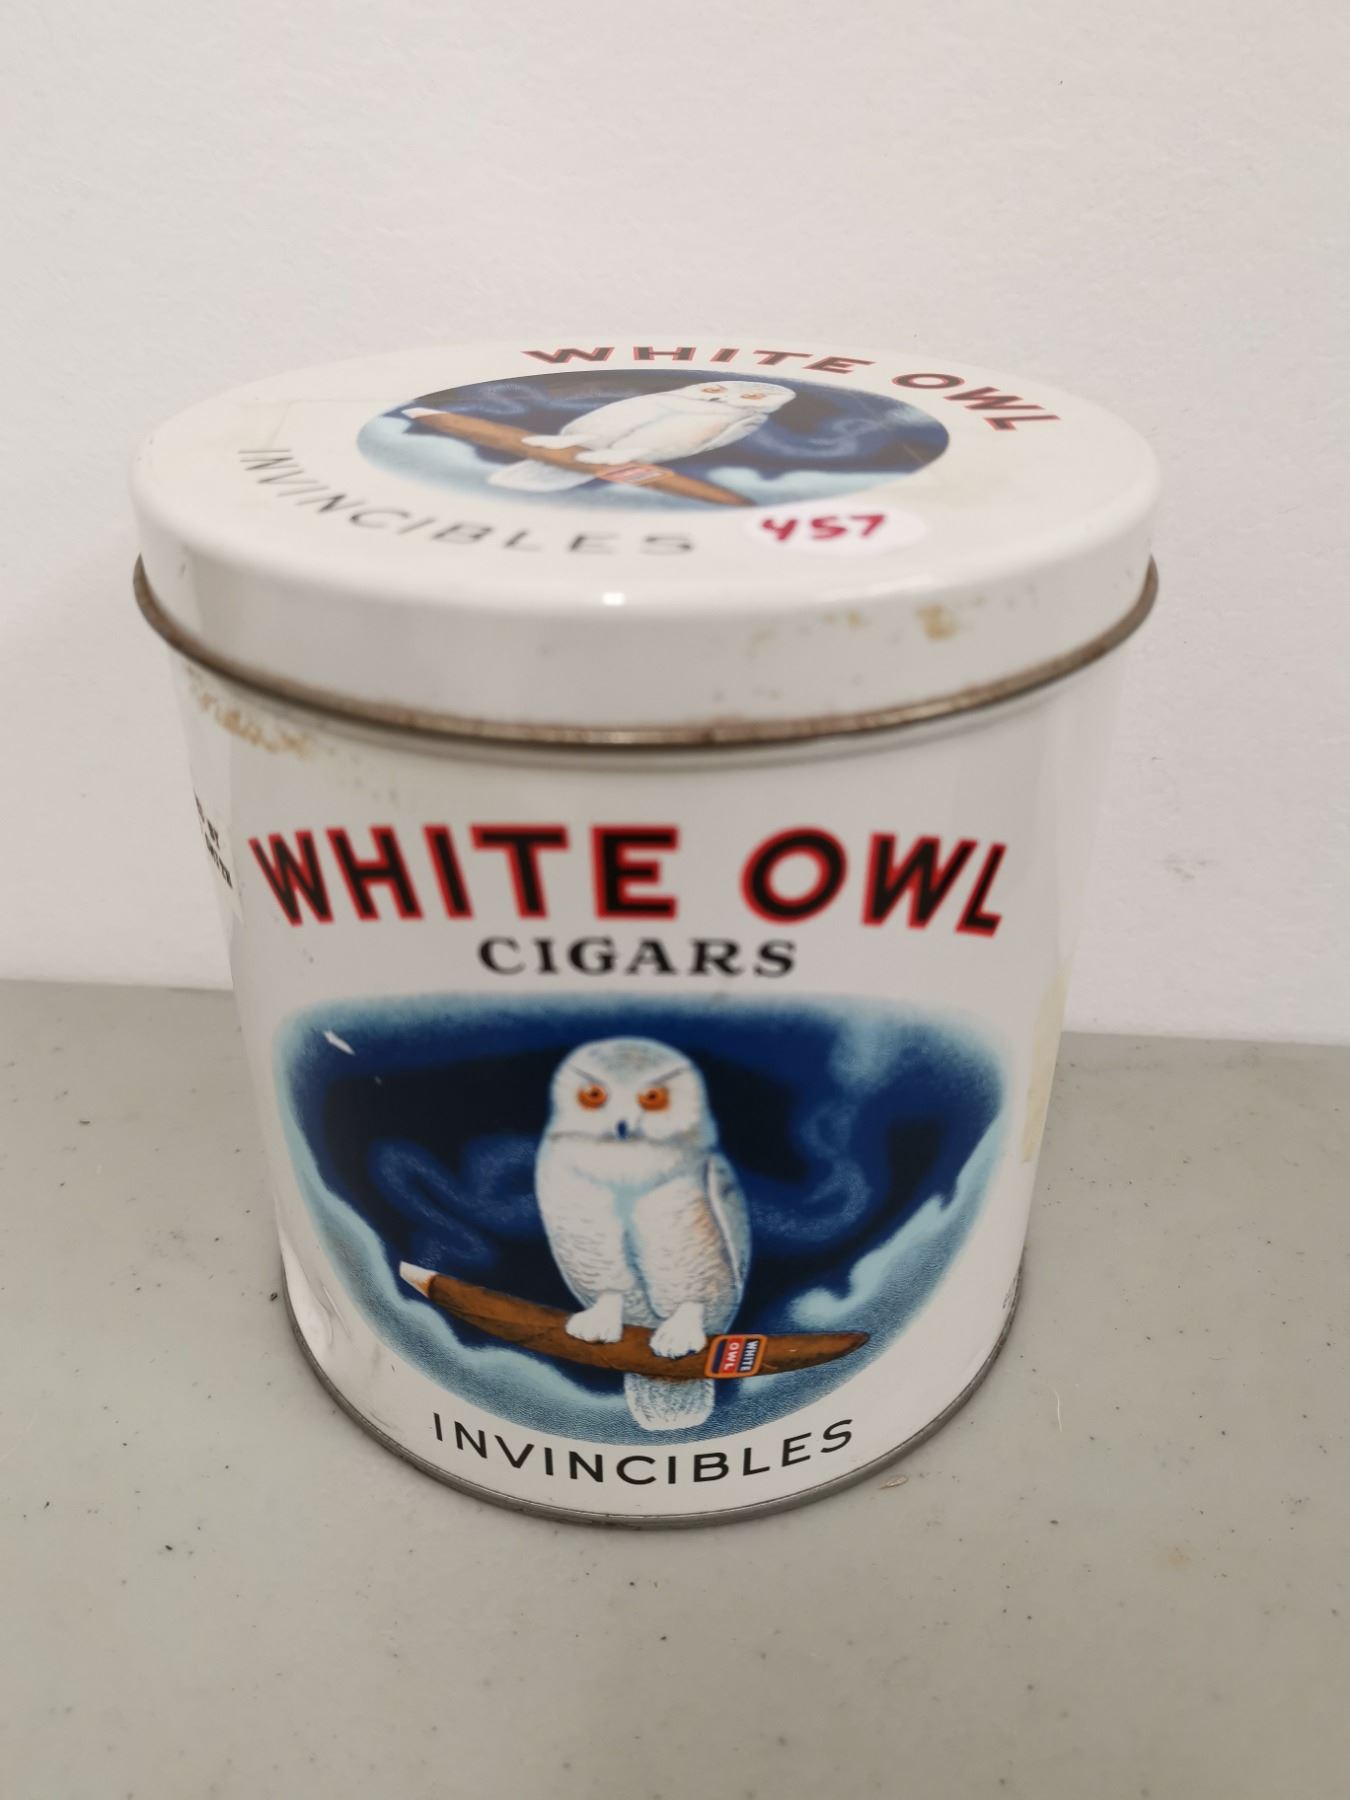 WHITE OWL
INVINCIBLES
457
WHITE OWL
CIGARS
WHITE
OWL
INVINCIBLES